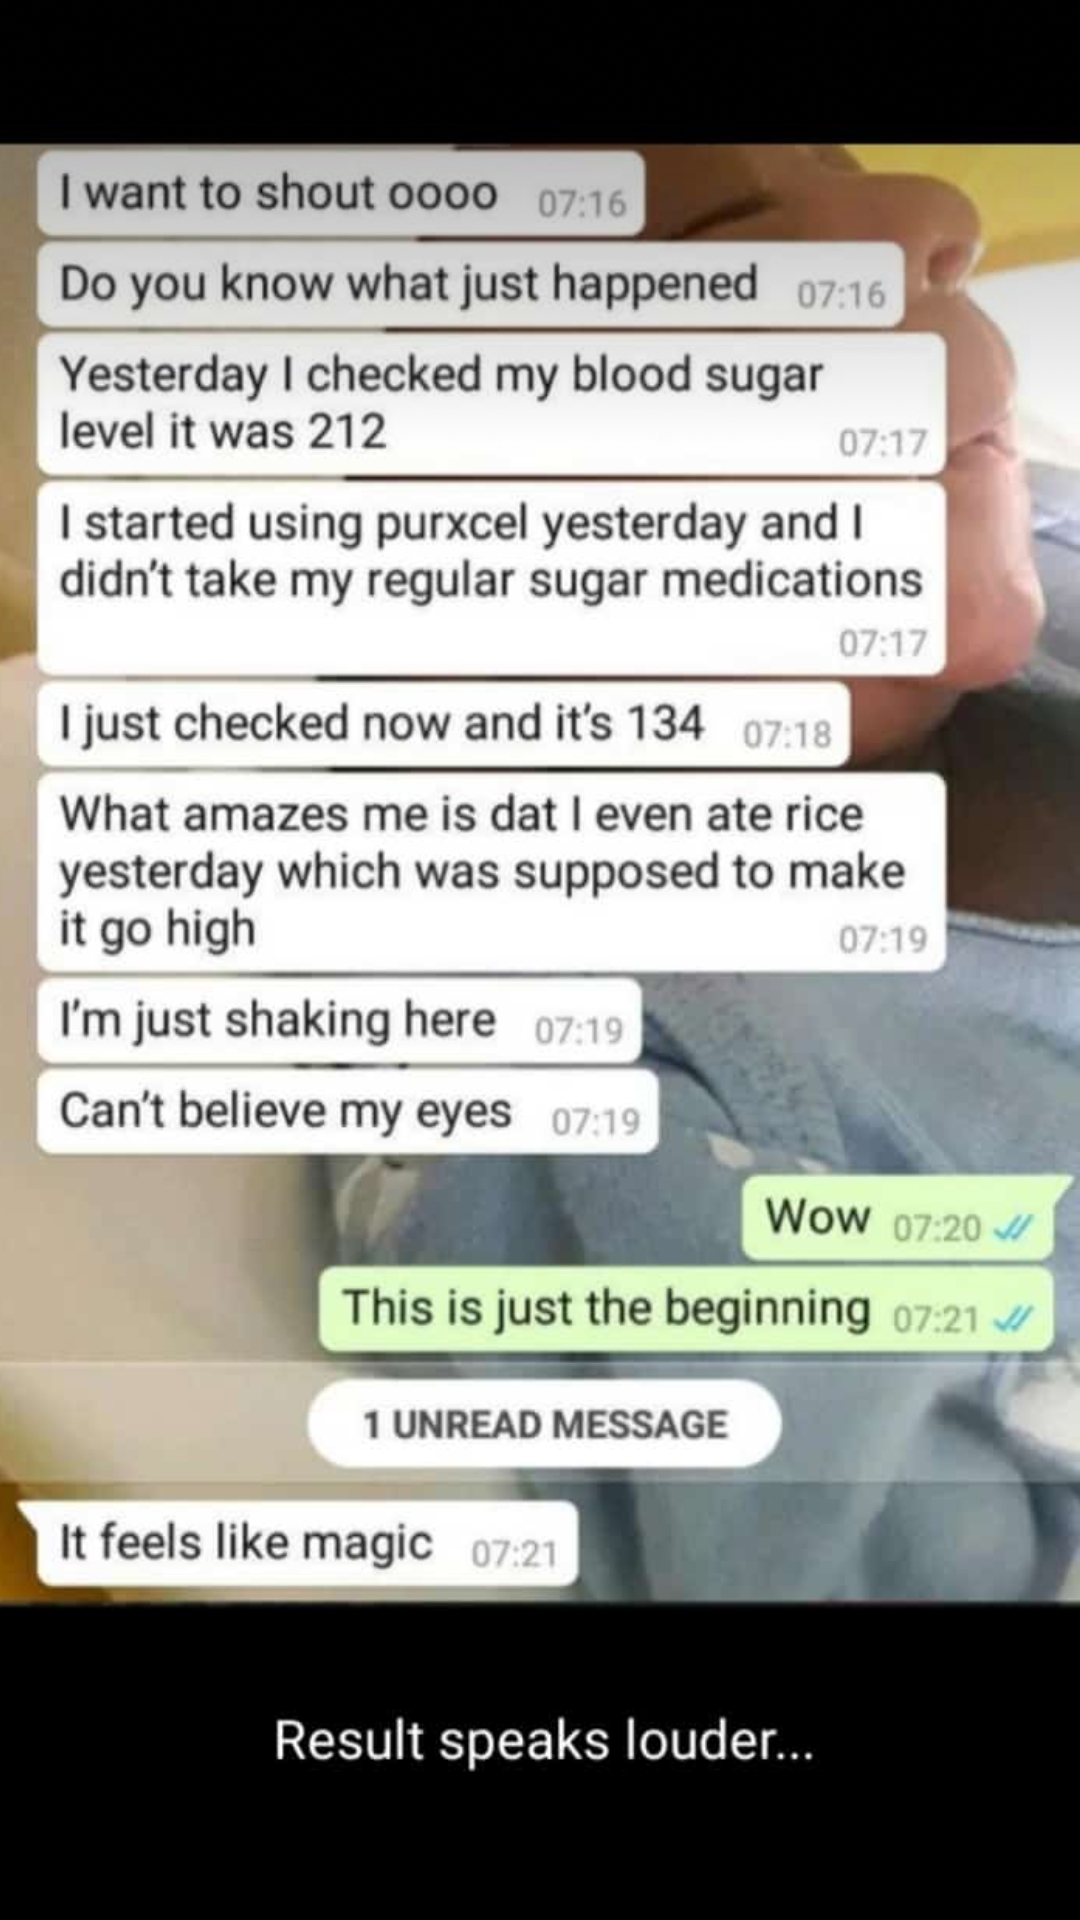 I want to shout oooo 07:16
Do you know what just happened 07:16
Yesterday I checked my blood sugar
level it was 212 07:17
I started using purxcel yesterday and I
didn't take my regular sugar medications
07:17
I just checked now and it's 134 07:18
What amazes me is dat I even ate rice
yesterday which was supposed to make
it go high 07:19
I'm just shaking here 07:19
Can't believe my eyes 07:19
Wow 07:20
This is just the beginning 07:21
1 UNREAD MESSAGE
It feels like magic 07:21
Result speaks louder...